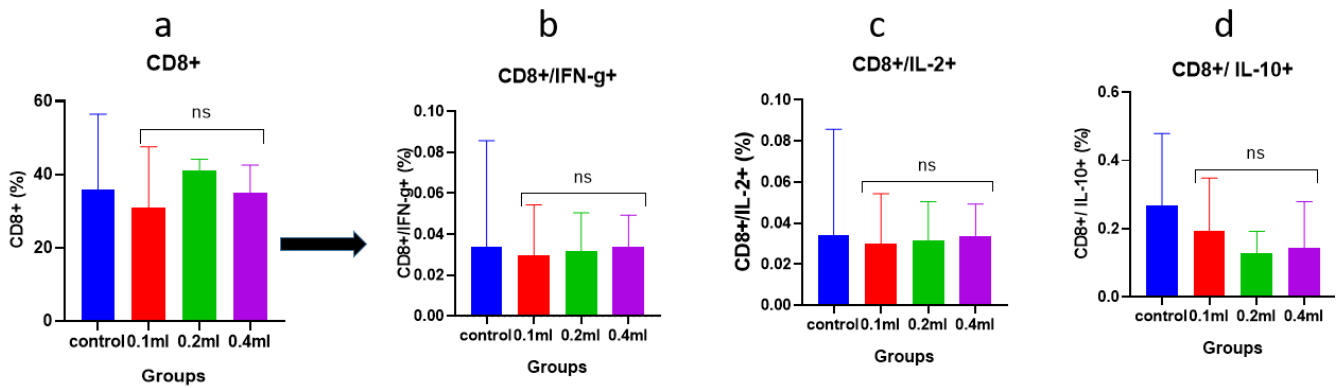 a
CD8+
60
40
20
0
CD8+ (%)
ns
control 0.1ml 0.2ml 0.4ml
Groups
b
CD8+/IFN-g+
0.10
0.08
0.06
0.04
0.02
0.00
CD8+/IFN-g+ (%)
ns
control 0.1ml 0.2ml 0.4ml
Groups
c
CD8+/IL-2+
0.10
0.08
0.06
0.04
0.02
0.00
CD8+/IL-2+ (%)
ns
control 0.1ml 0.2ml 0.4ml
Groups
d
CD8+/ IL-10+
0.6
0.4
0.2
0.0
CD8+/ IL-10+ (%)
ns
control 0.1ml 0.2ml 0.4ml
Groups